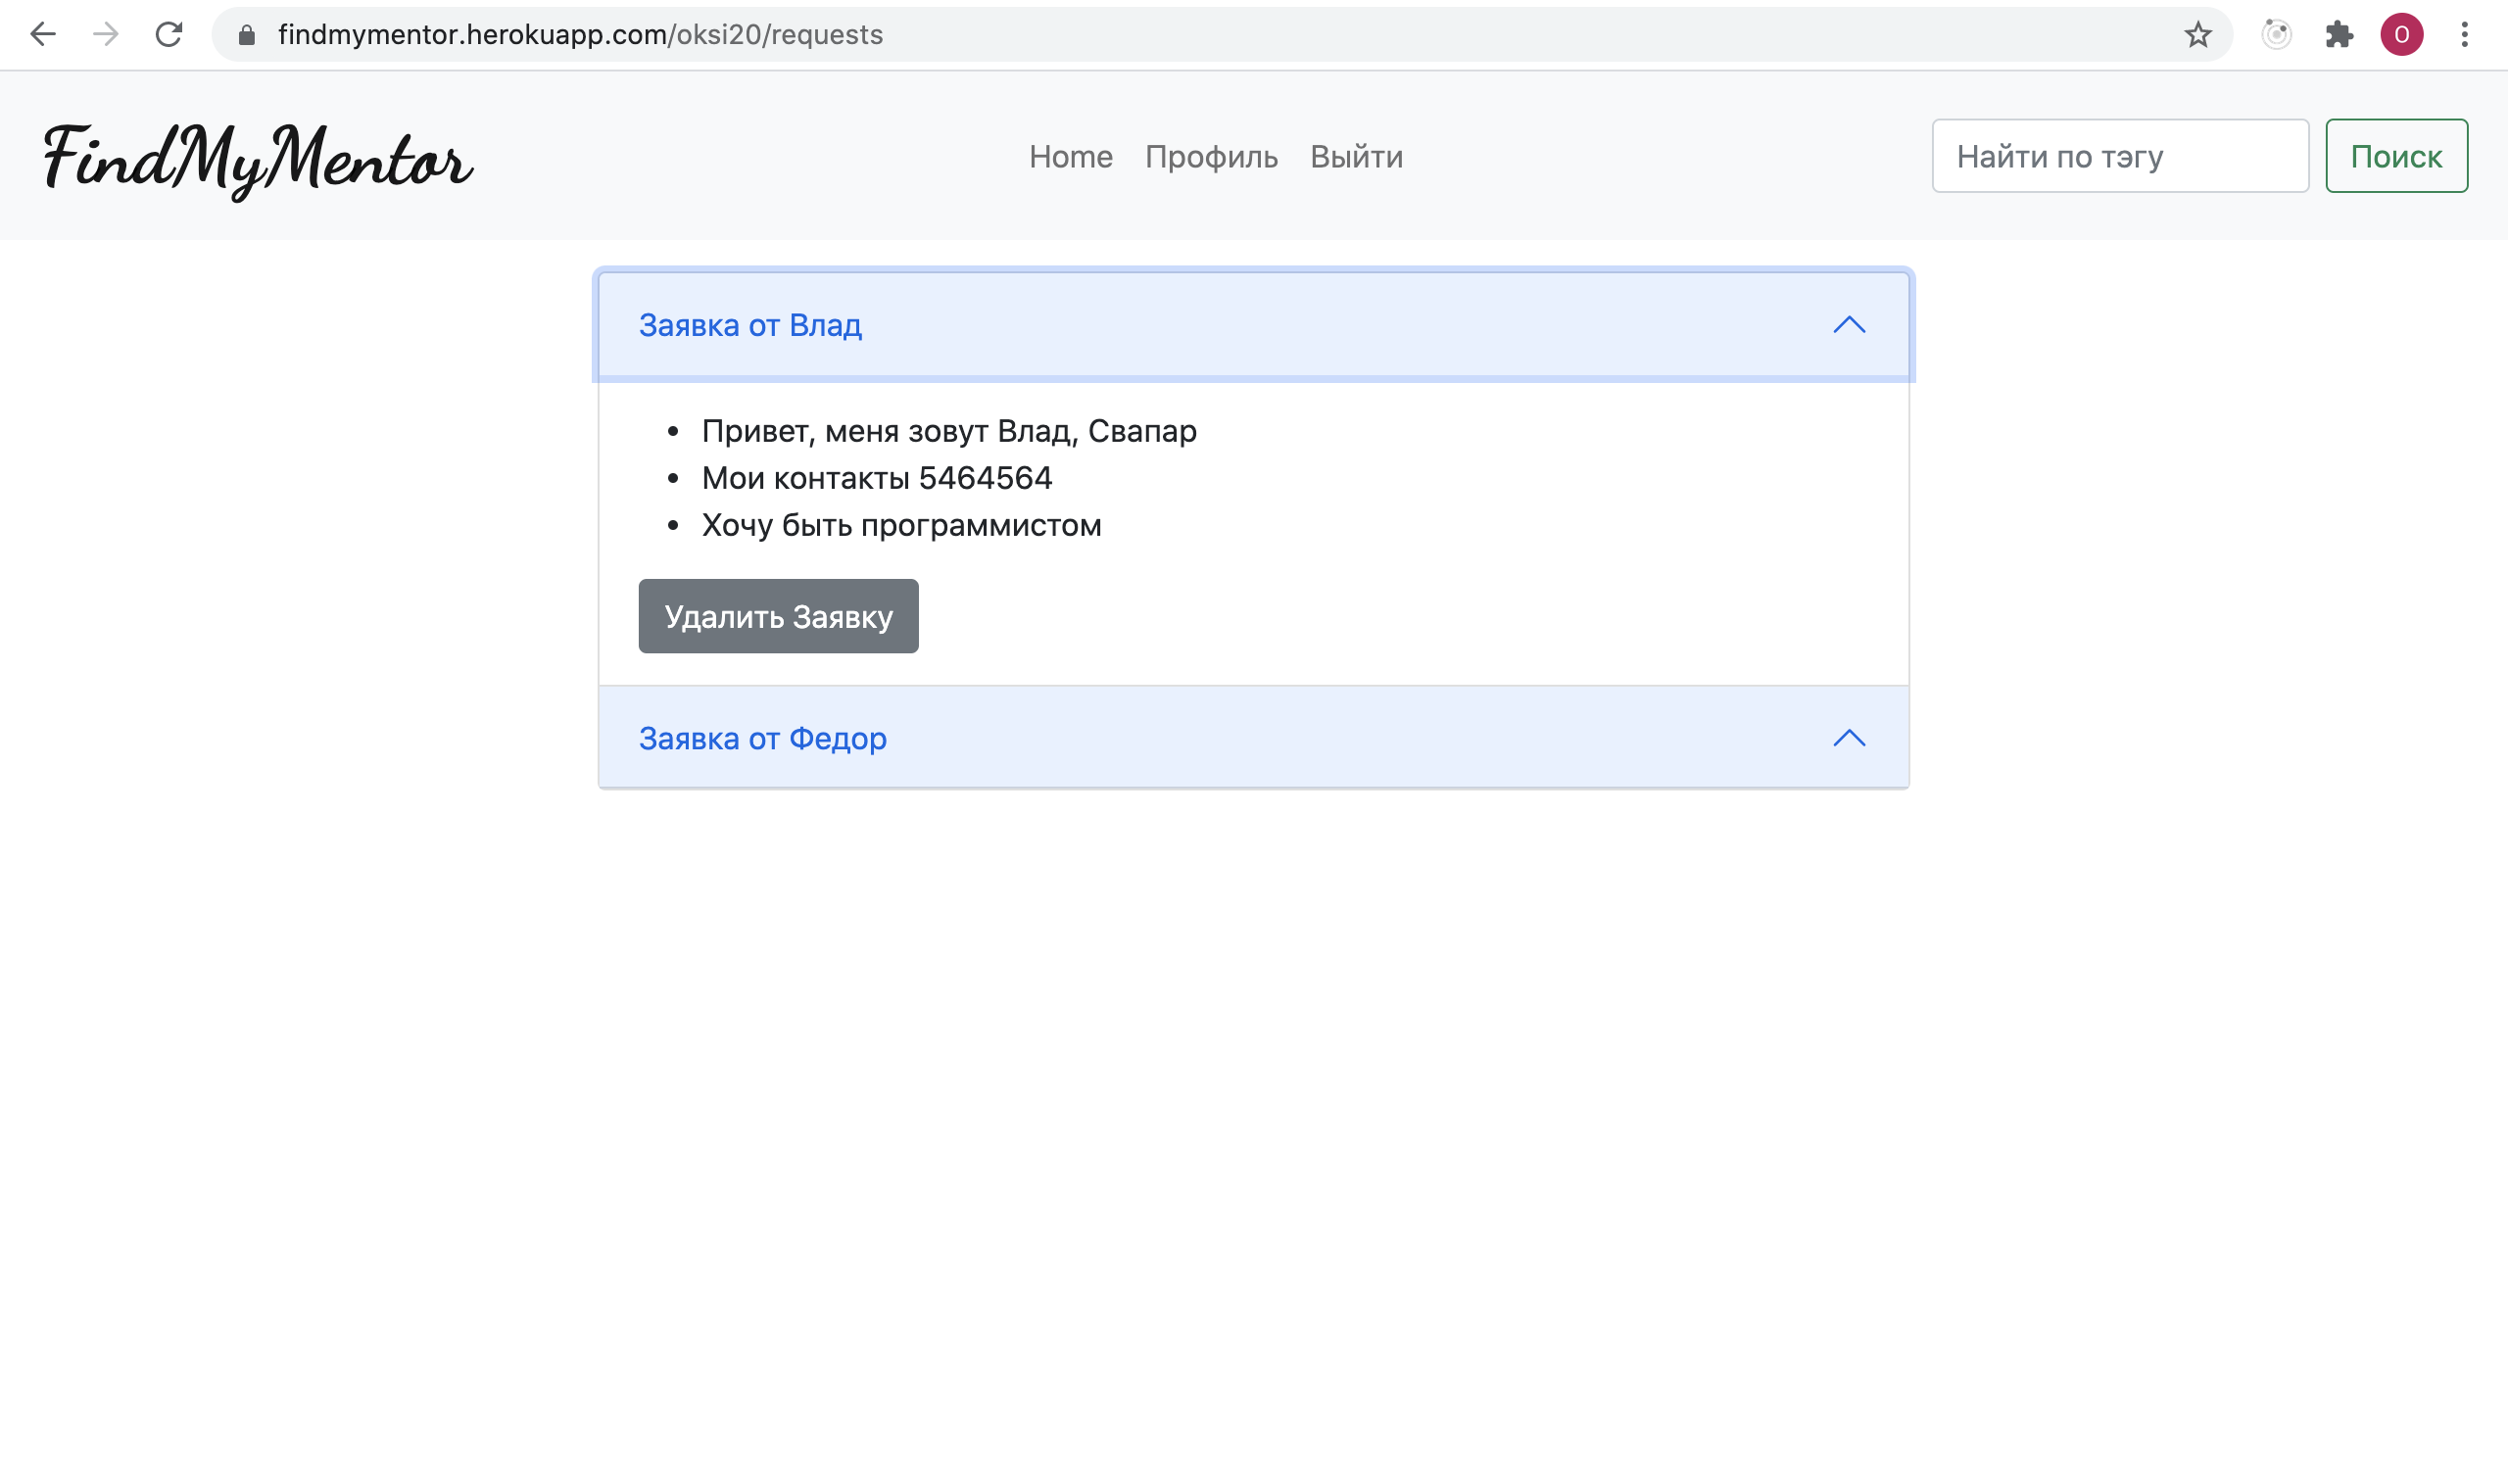 findmymentor.herokuapp.com/oksi20/requests
O
FindMyMentor
Home Профиль Выйти
Найти по тэгу
Поиск
Заявка от Влад
Привет, меня зовут Влад, Свапар
Мои контакты 5464564
Хочу быть программистом
Удалить Заявку
Заявка от Федор